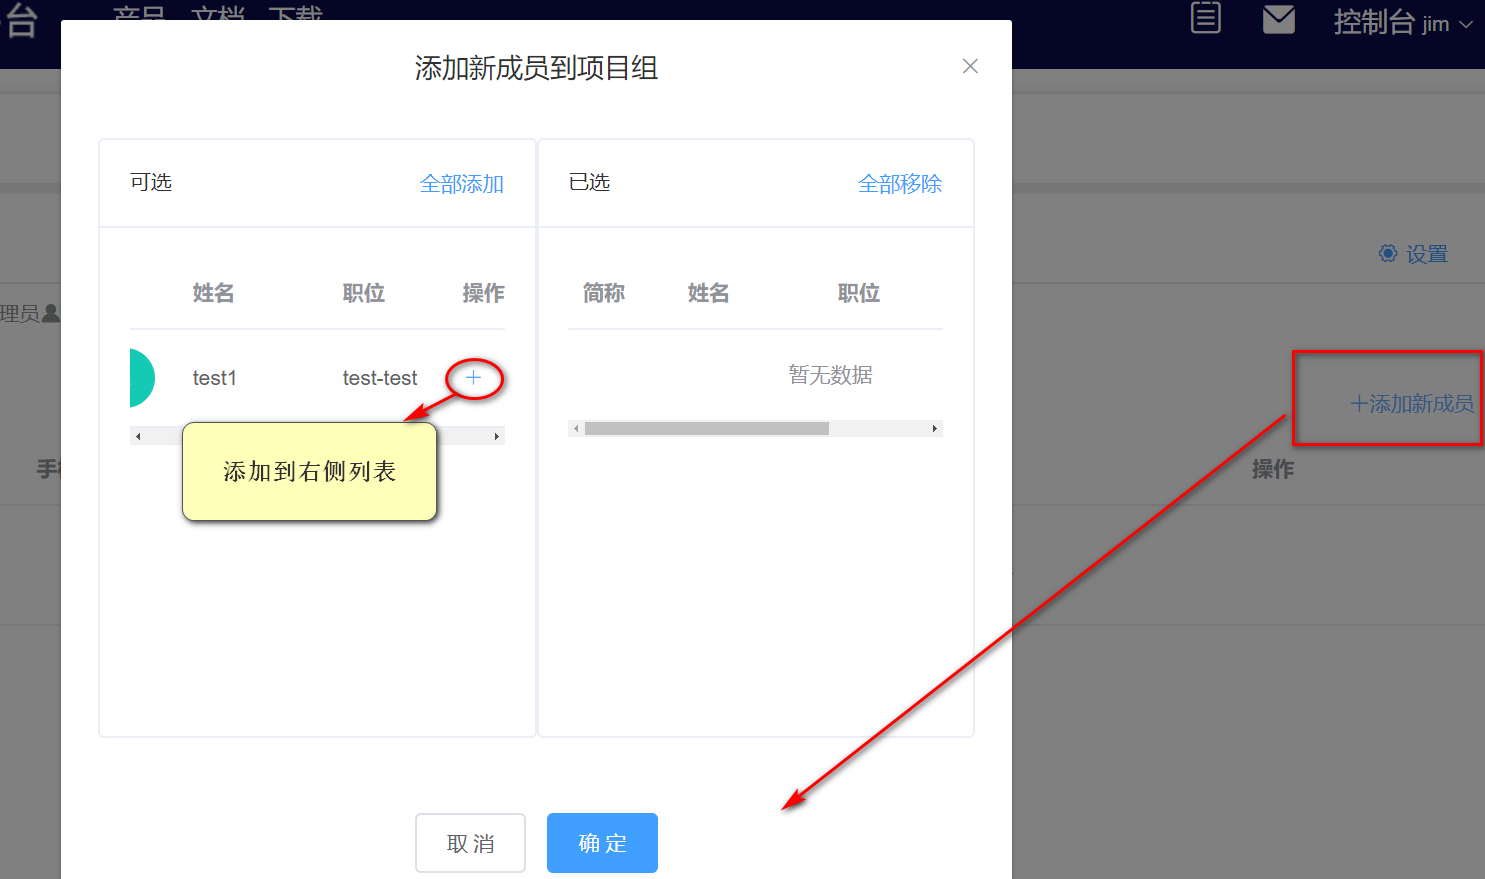 台 产品 文档 下载 控制台 jim
添加新成员到项目组
可选 全部添加 已选 全部移除
设置
姓名 职位 操作 简称 姓名 职位
理员
test1 test-test
暂无数据
+添加新成员
添加到右侧列表
手 操作
取消 确定